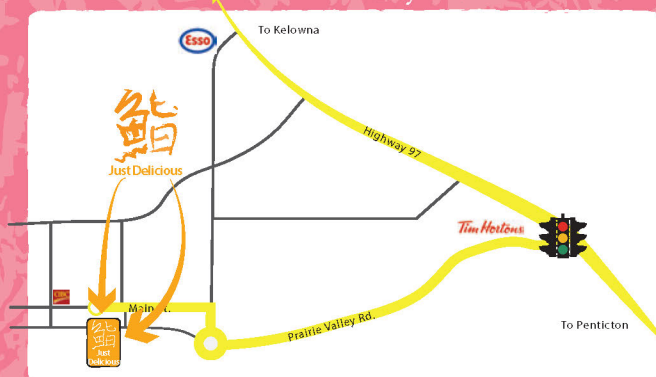 To Kelowna
Esso
Highway 97
鮨
Just Delicious
Tim Hortons
CIBC
Main St.
Prairie Valley Rd.
To Penticton
鮨
Just
Delicious